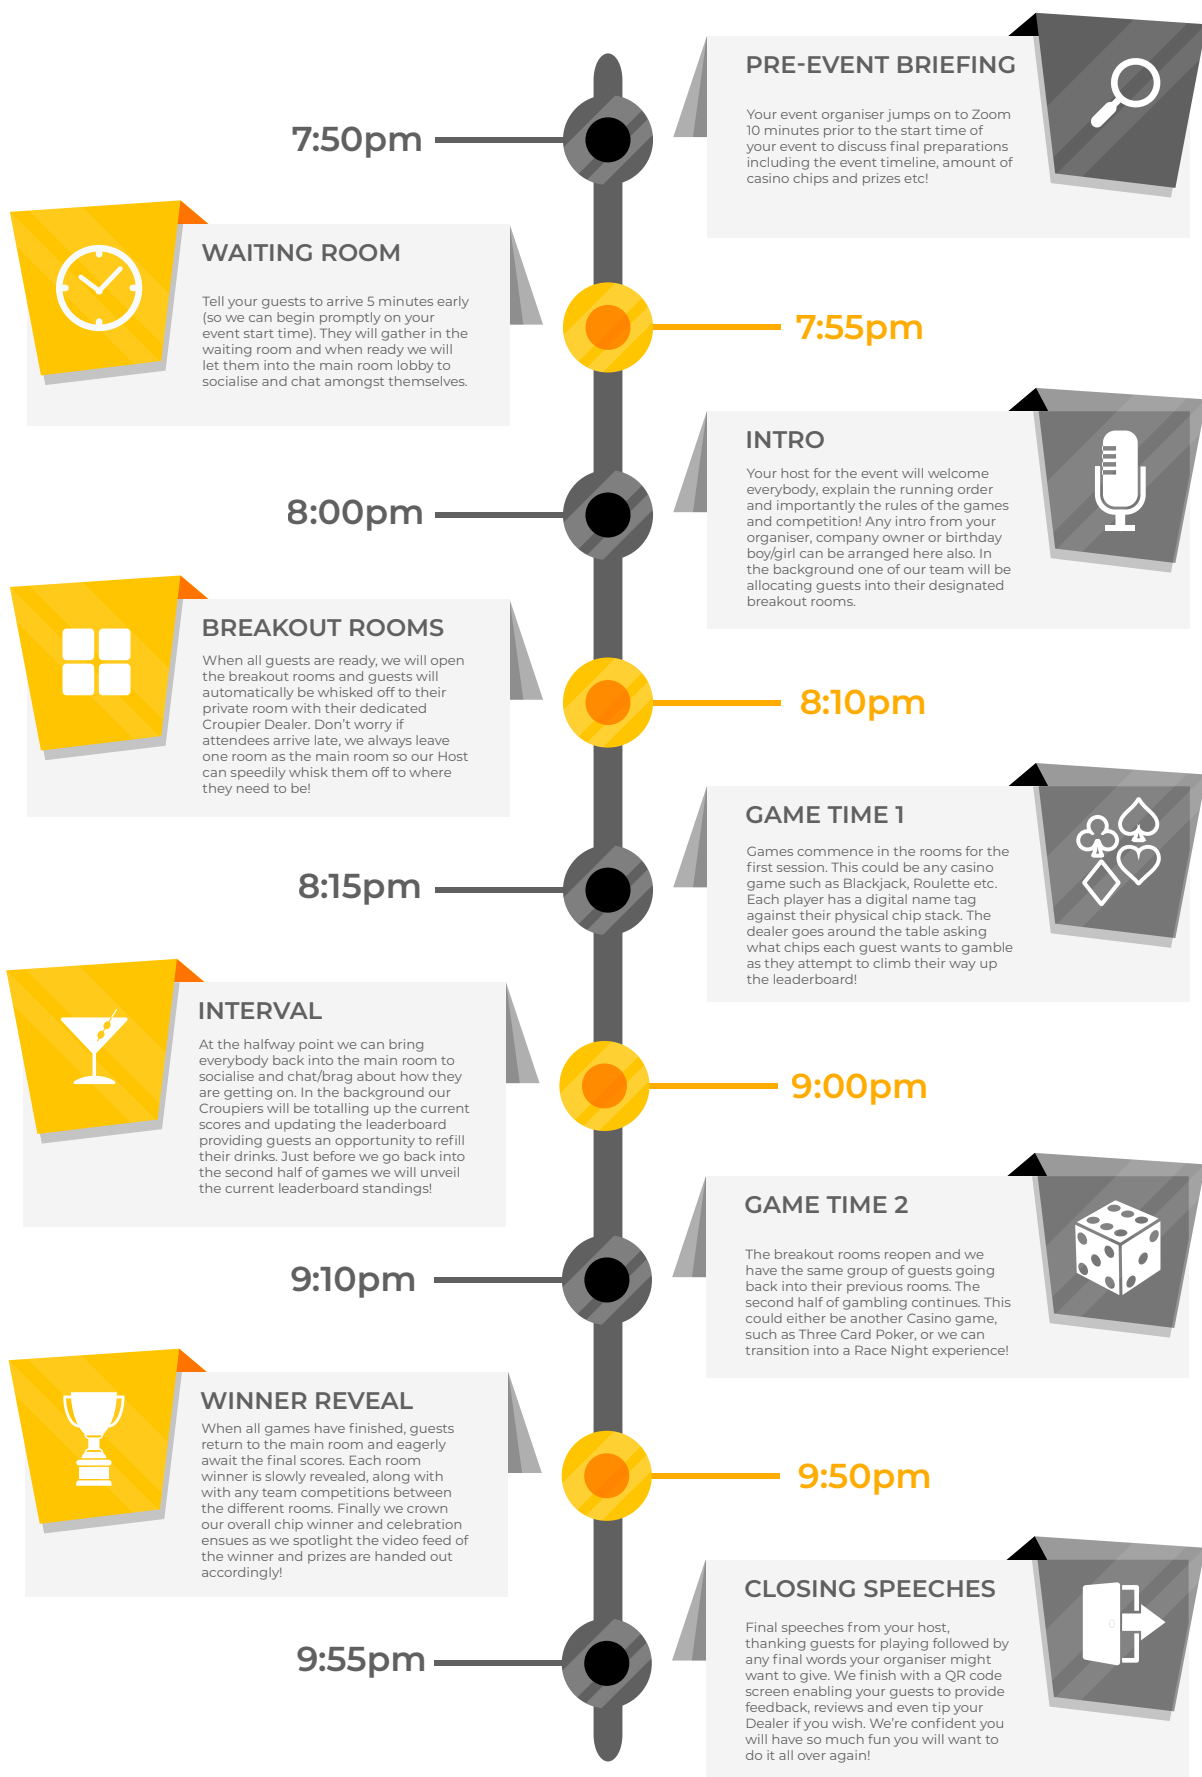 PRE-EVENT BRIEFING
Your event organiser jumps on to Zoom
10 minutes prior to the start time of
your event to discuss final preparations
including the event timeline, amount of
casino chips and prizes etc!
7:50pm
WAITING ROOM
Tell your guests to arrive 5 minutes early
(so we can begin promptly on your
event start time). They will gather in the
waiting room and when ready we will
let them into the main room lobby to
socialise and chat amongst themselves.
7:55pm
INTRO
Your host for the event will welcome
everybody, explain the running order
and importantly the rules of the games
and competition! Any intro from your
organiser, company owner or birthday
boy/girl can be arranged here also. In
the background one of our team will be
allocating guests into their designated
breakout rooms.
8:00pm
BREAKOUT ROOMS
When all guests are ready, we will open
the breakout rooms and guests will
automatically be whisked off to their
private room with their dedicated
Croupier Dealer. Don't worry if
attendees arrive late, we always leave
one room as the main room so our Host
can speedily whisk them off to where
they need to be!
8:10pm
GAME TIME 1
Games commence in the rooms for the
first session. This could be any casino
game such as Blackjack, Roulette etc.
Each player has a digital name tag
against their physical chip stack. The
dealer goes around the table asking
what chips each guest wants to gamble
as they attempt to climb their way up
the leaderboard!
8:15pm
INTERVAL
At the halfway point we can bring
everybody back into the main room to
socialise and chat/brag about how they
are getting on. In the background our
Croupiers will be totalling up the current
scores and updating the leaderboard
providing guests an opportunity to refill
their drinks. Just before we go back into
the second half of games we will unveil
the current leaderboard standings!
9:00pm
GAME TIME 2
The breakout rooms reopen and we
have the same group of guests going
back into their previous rooms. The
second half of gambling continues. This
could either be another Casino game,
such as Three Card Poker, or we can
transition into a Race Night experience!
9:10pm
WINNER REVEAL
When all games have finished, guests
return to the main room and eagerly
await the final scores. Each room
winner is slowly revealed, along with
with any team competitions between
the different rooms. Finally we crown
our overall chip winner and celebration
ensues as we spotlight the video feed of
the winner and prizes are handed out
accordingly!
9:50pm
CLOSING SPEECHES
Final speeches from your host,
thanking guests for playing followed by
any final words your organiser might
want to give. We finish with a QR code
screen enabling your guests to provide
feedback, reviews and even tip your
Dealer if you wish. We're confident you
will have so much fun you will want to
do it all over again!
9:55pm